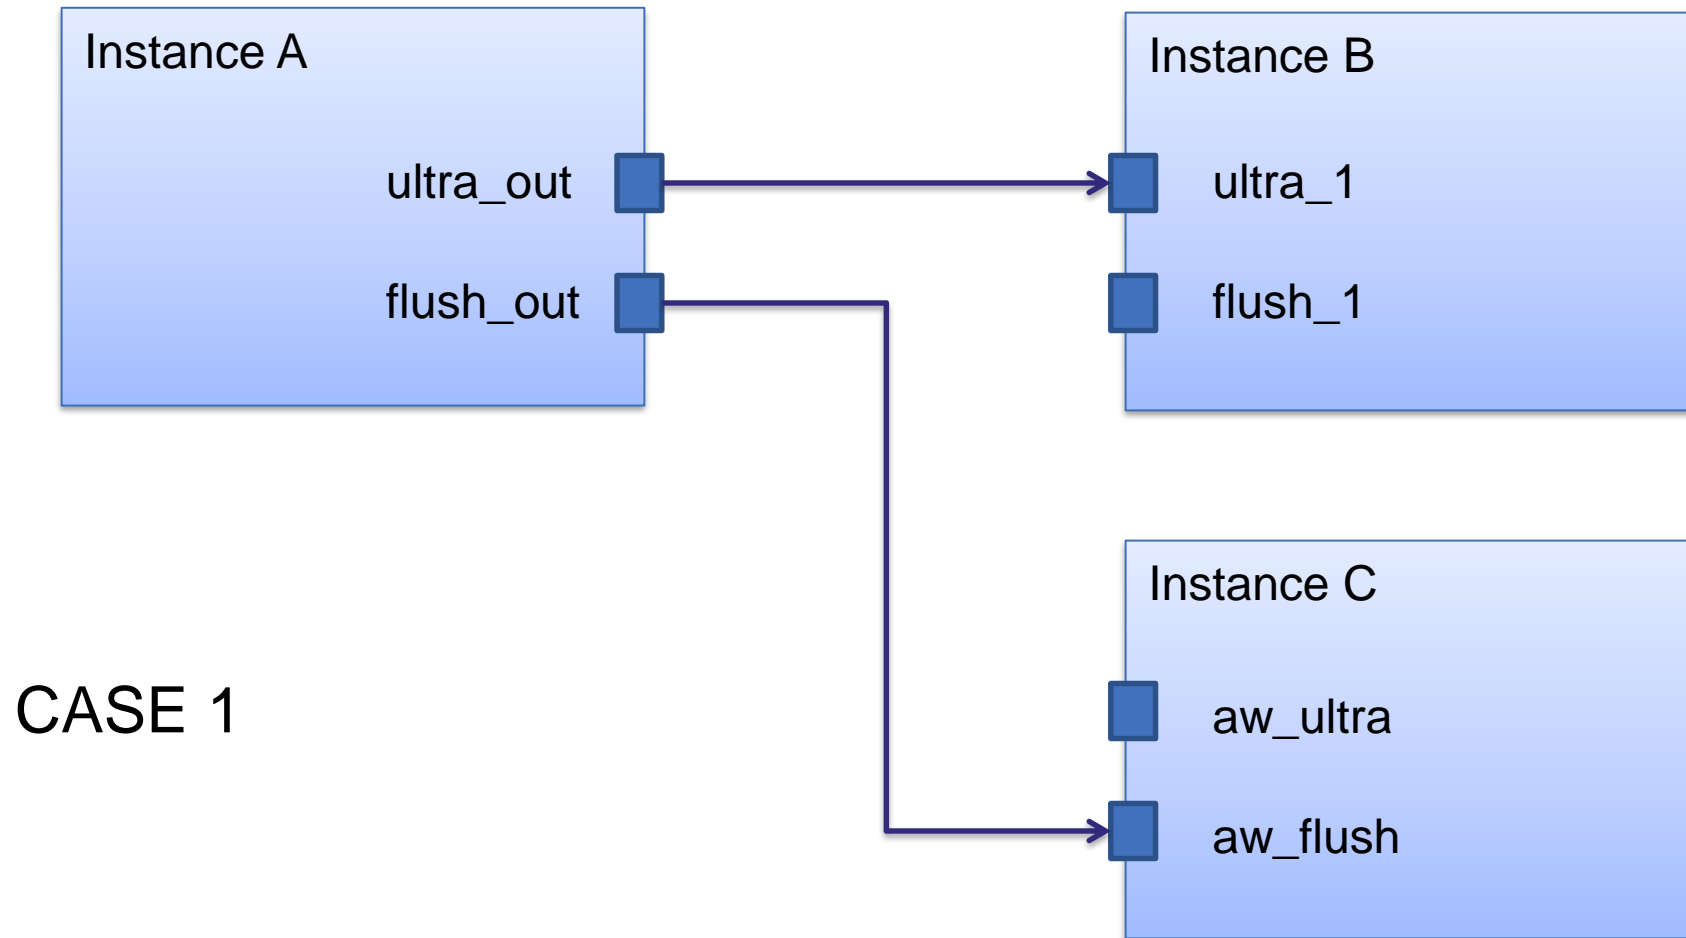 Instance A
ultra_out
flush_out
Instance B
ultra_1
flush_1
Instance C
aw_ultra
aw_flush
CASE 1